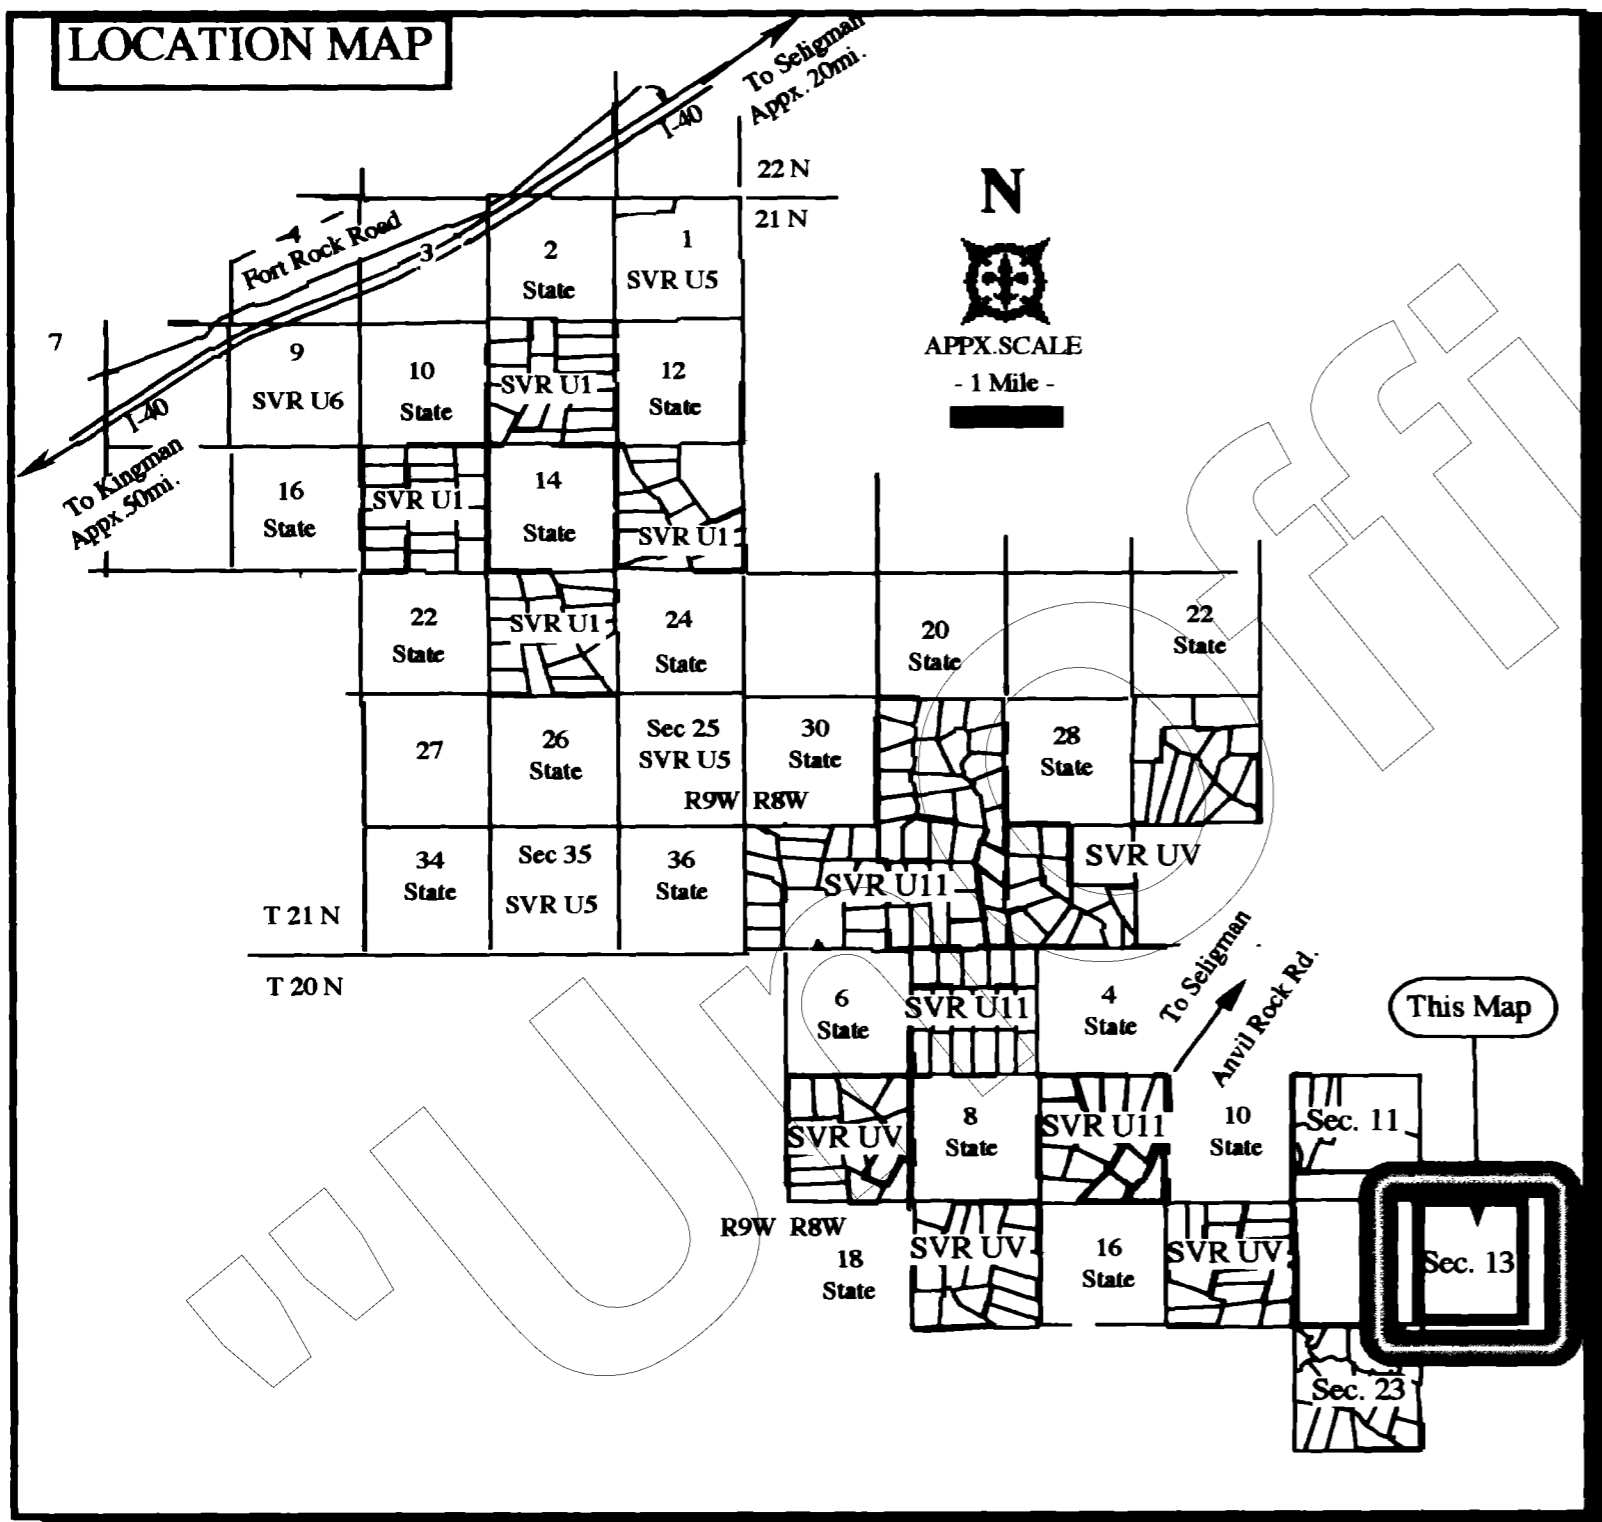 LOCATION MAP
To Seligman
Appx. 20mi.
I-40
22 N
21 N
N
APPX.SCALE
- 1 Mile -
4
Fort Rock Road
3
2
State
1
SVR U5
7
9
SVR U6
10
State
SVR U1
12
State
I-40
To Kingman
Appx.50mi.
16
State
SVR U1
14
State
SVR U1
22
State
SVR U1
24
State
20
State
22
State
27
26
State
Sec 25
SVR U5
30
State
28
State
R9W R8W
34
State
Sec 35
SVR U5
36
State
SVR U11
SVR UV
T 21 N
T 20 N
6
State
SVR U11
4
State
To Seligman
Anvil Rock Rd.
This Map
SVR UV
8
State
SVR U11
10
State
Sec. 11
R9W R8W
18
State
SVR UV
16
State
SVR UV
Sec. 13
Sec. 23